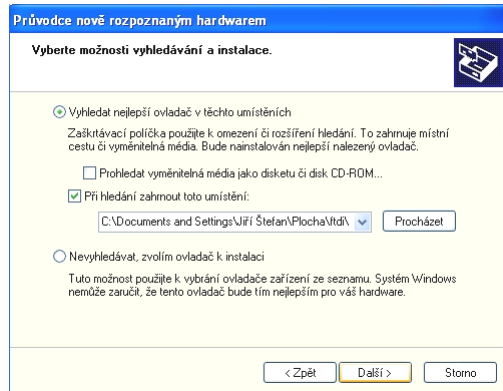 Průvodce nově rozpoznaným hardwarem
Vyberte možnosti vyhledávání a instalace.
Vyhledat nejlepší ovladač v těchto umístěních
Zaškrtávací políčka použijte k omezení či rozšíření hledání. To zahrnuje místní
cestu či vyměnitelná média. Bude nainstalován nejlepší nalezený ovladač.
Prohledat vyměnitelná média jako disketu či disk CD-ROM...
Při hledání zahrnout toto umístění:
C:\Documents and Settings\Jiří Štefan\Plocha\ftdi\
Procházet
Nevyhledávat, zvolím ovladač k instalaci
Tuto možnost použijte k vybrání ovladače zařízení ze seznamu. Systém Windows
nemůže zaručit, že tento ovladač bude tím nejlepším pro váš hardware.
< Zpět Další > Storno